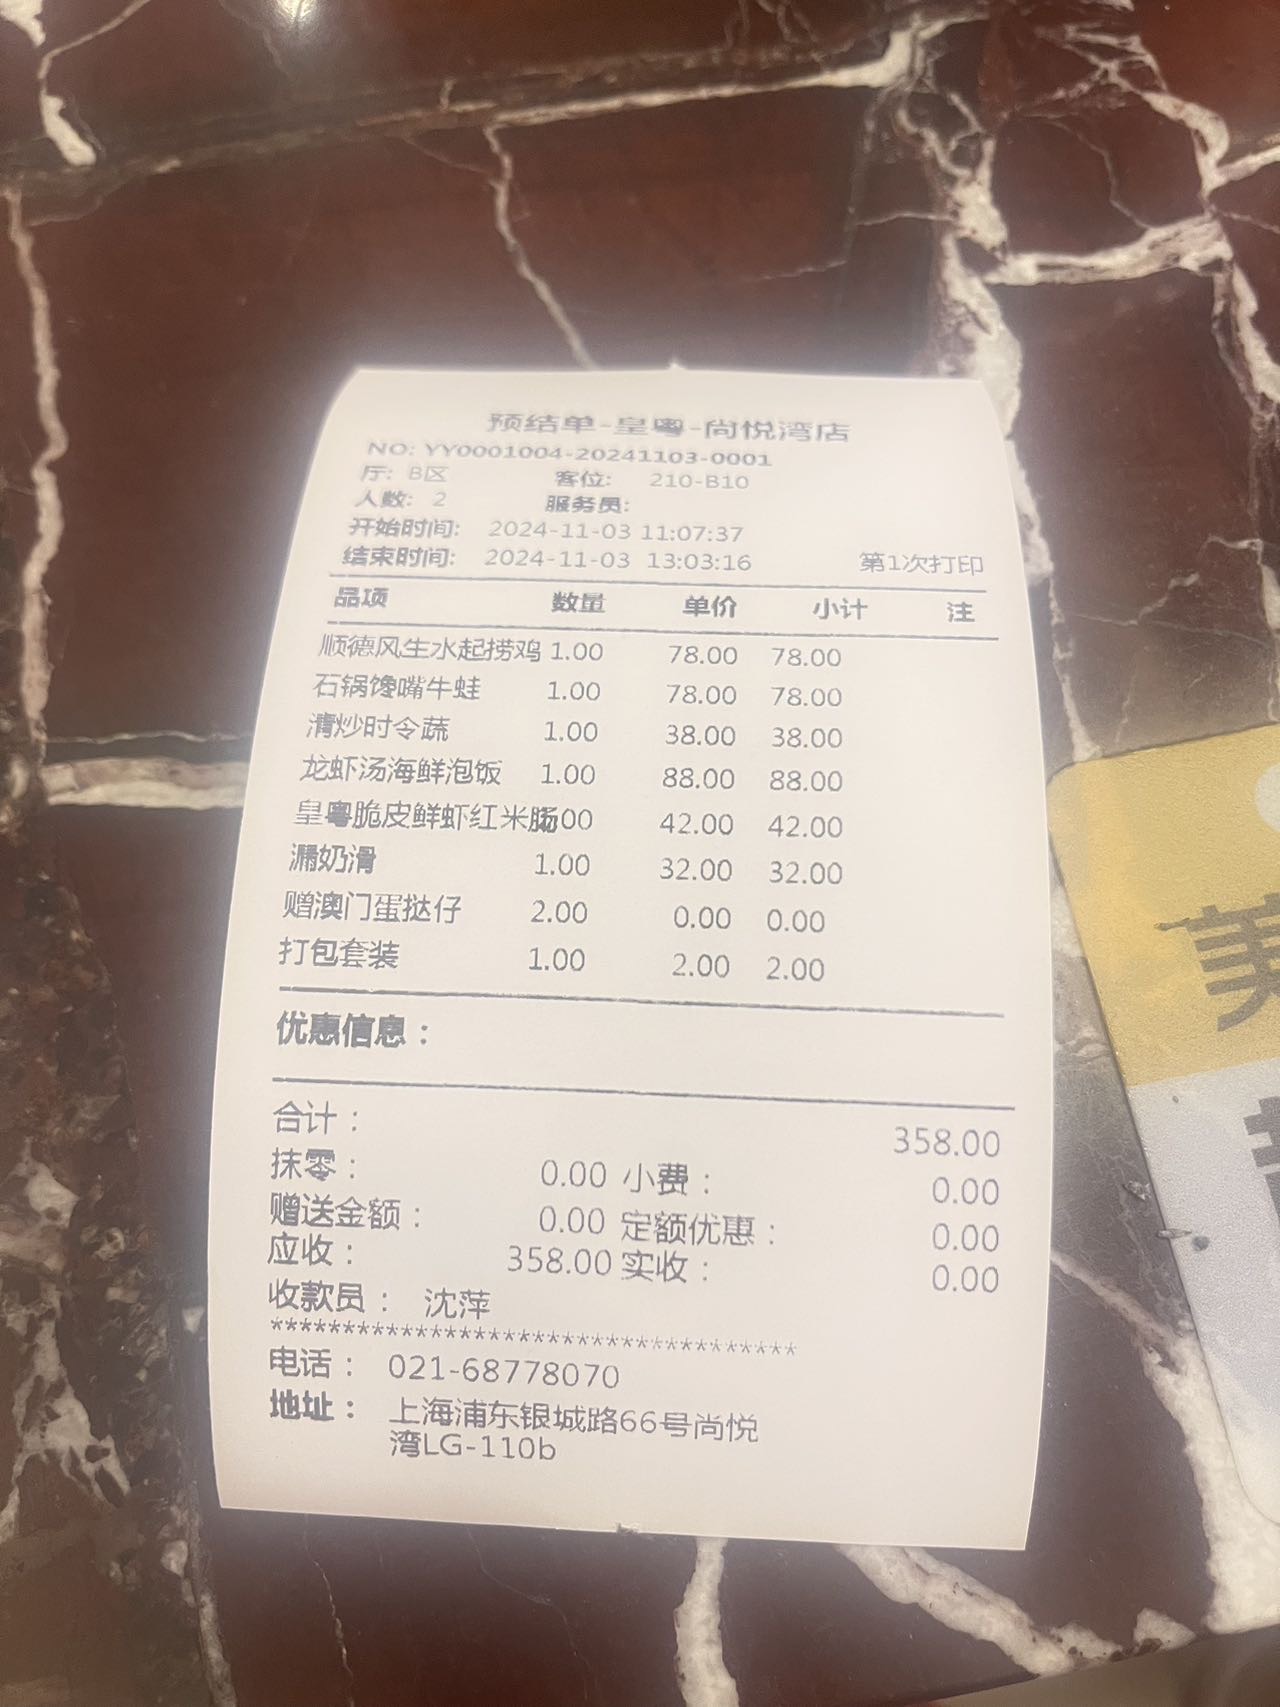 预结单-皇粤-尚悦湾店
NO: YY0001004-20241103-0001
厅: B区 客位: 210-B10
人数: 2 服务员:
开始时间: 2024-11-03 11:07:37
结束时间: 2024-11-03 13:03:16 第1次打印
品项 数量 单价 小计 注
顺德风生水起捞鸡 1.00 78.00 78.00
石锅馋嘴牛蛙 1.00 78.00 78.00
清炒时令蔬 1.00 38.00 38.00
龙虾汤海鲜泡饭 1.00 88.00 88.00
皇粤脆皮鲜虾红米肠 00 42.00 42.00
漏奶滑 1.00 32.00 32.00
赠澳门蛋挞仔 2.00 0.00 0.00
打包套装 1.00 2.00 2.00
优惠信息：
合计： 358.00
抹零： 0.00 小费： 0.00
赠送金额： 0.00 定额优惠： 0.00
应收： 358.00 实收： 0.00
收款员： 沈萍
************************************
电话： 021-68778070
地址： 上海浦东银城路66号尚悦
湾LG-110b